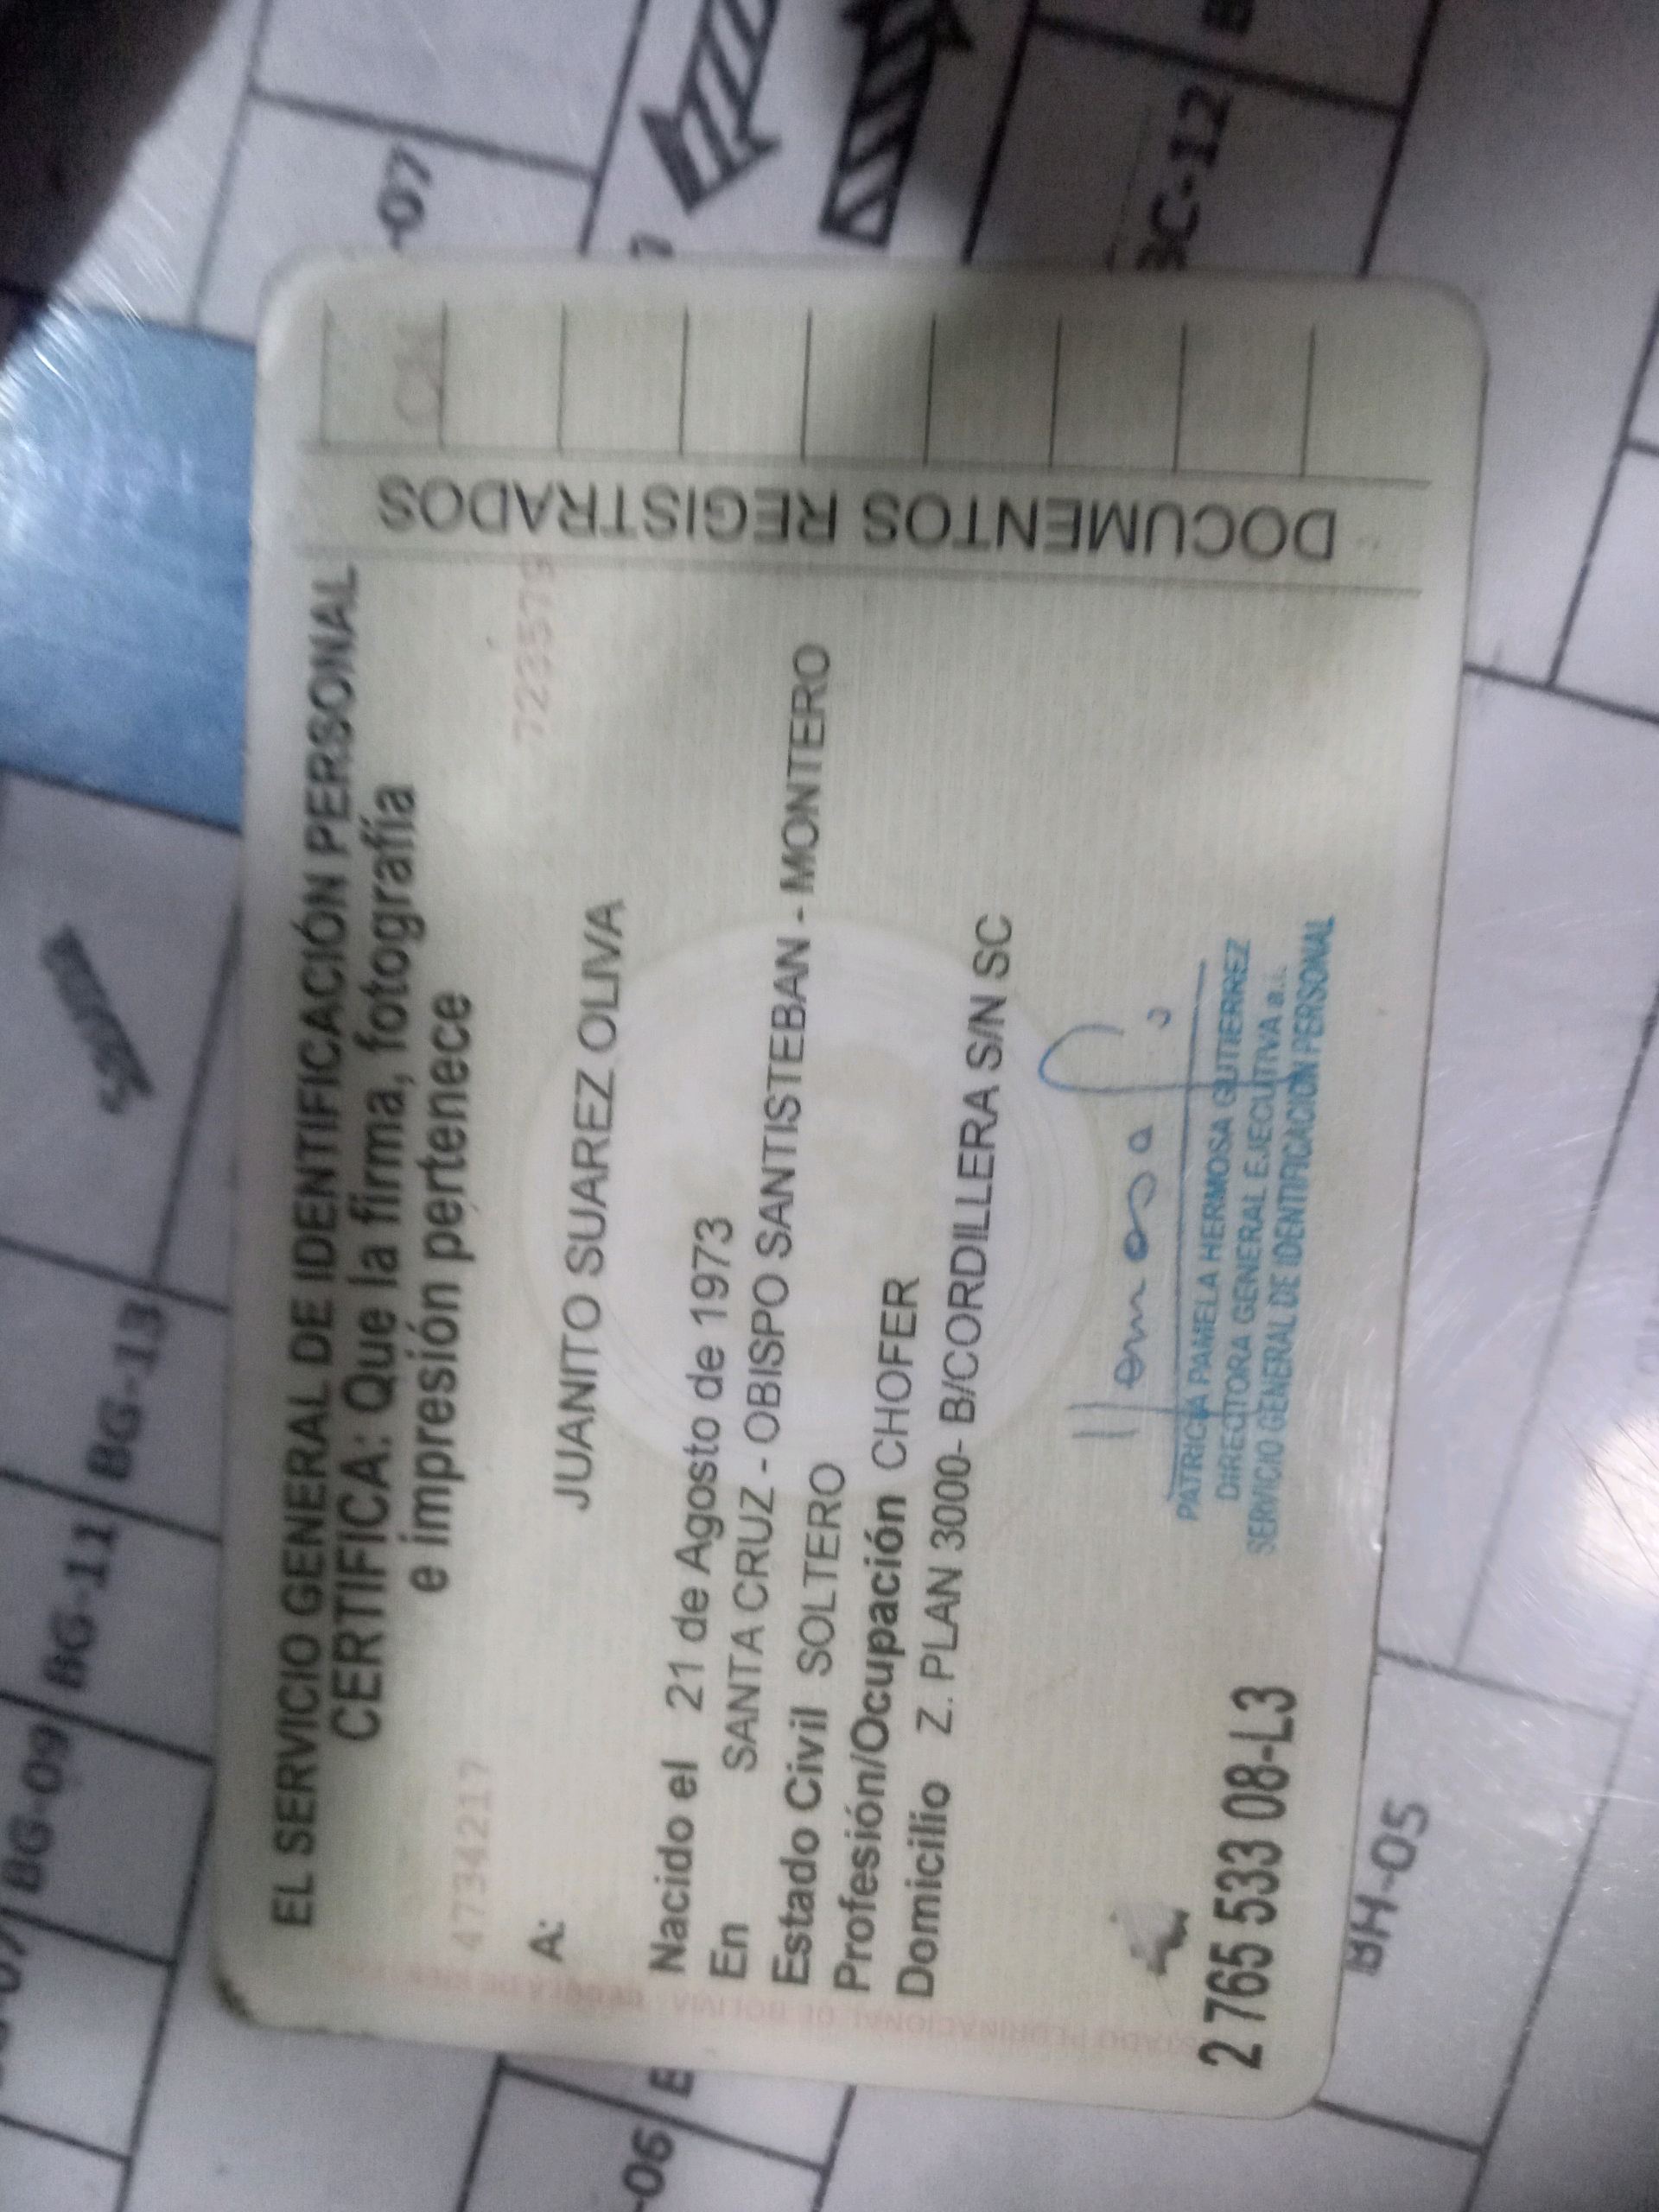 EL SERVICIO GENERAL DE IDENTIFICACIÓN PERSONAL
CERTIFICA: Que la firma, fotografía
e impresión pertenece
4734217
7223579
A:
JUANITO SUAREZ OLIVA
Nacido el 21 de Agosto de 1973
En SANTA CRUZ - OBISPO SANTISTEBAN - MONTERO
Estado Civil SOLTERO
Profesión/Ocupación CHOFER
Domicilio Z. PLAN 3000- B/CORDILLERA S/N SC
PATRICIA PAMELA HERMOSA GUTIERREZ
DIRECTORA GENERAL EJECUTIVA a.i.
SERVICIO GENERAL DE IDENTIFICACIÓN PERSONAL
2 765 533 08-L3
DOCUMENTOS REGISTRADOS
BG-09
BG-11
BG-13
-07
BC-12
BH-05
-06